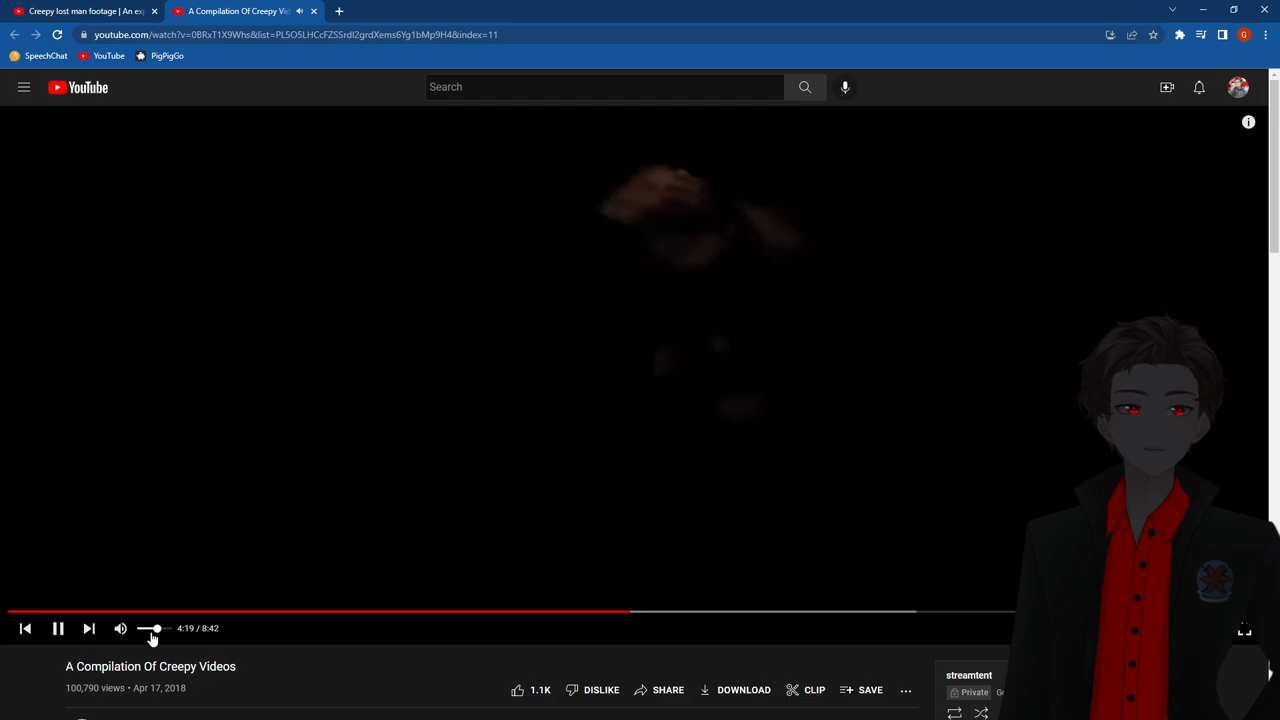 Creepy lost man footage | An exp
A Compilation Of Creepy Vid
youtube.com/watch?v=0BRxT1X9Whs&list=PL5O5LHCcFZSSrdI2grdXems6Yg1bMp9H4&index=11
SpeechChat
YouTube
PigPigGo
G
YouTube
Search
4:19 / 8:42
A Compilation Of Creepy Videos
100,790 views • Apr 17, 2018
1.1K
DISLIKE
SHARE
DOWNLOAD
CLIP
SAVE
streamtent
Private